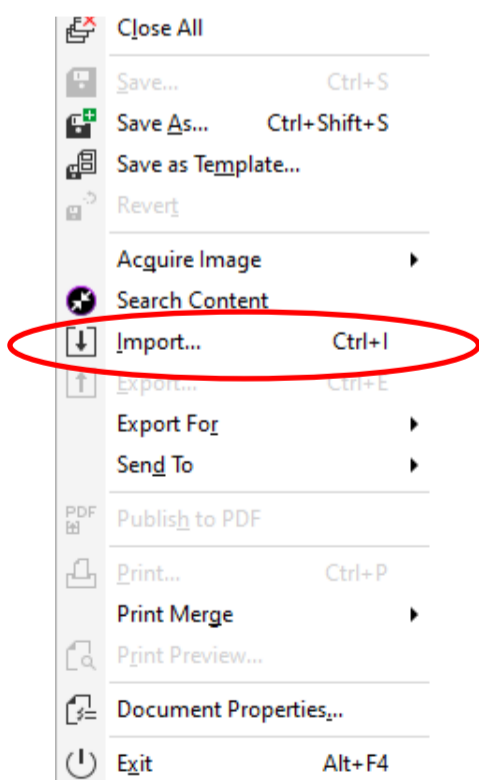 Close All
Save... Ctrl+S
Save As... Ctrl+Shift+S
Save as Template...
Revert
Acquire Image
Search Content
Import... Ctrl+I
Export... Ctrl+E
Export For
Send To
PDF Publish to PDF
Print... Ctrl+P
Print Merge
Print Preview...
Document Properties...
Exit Alt+F4